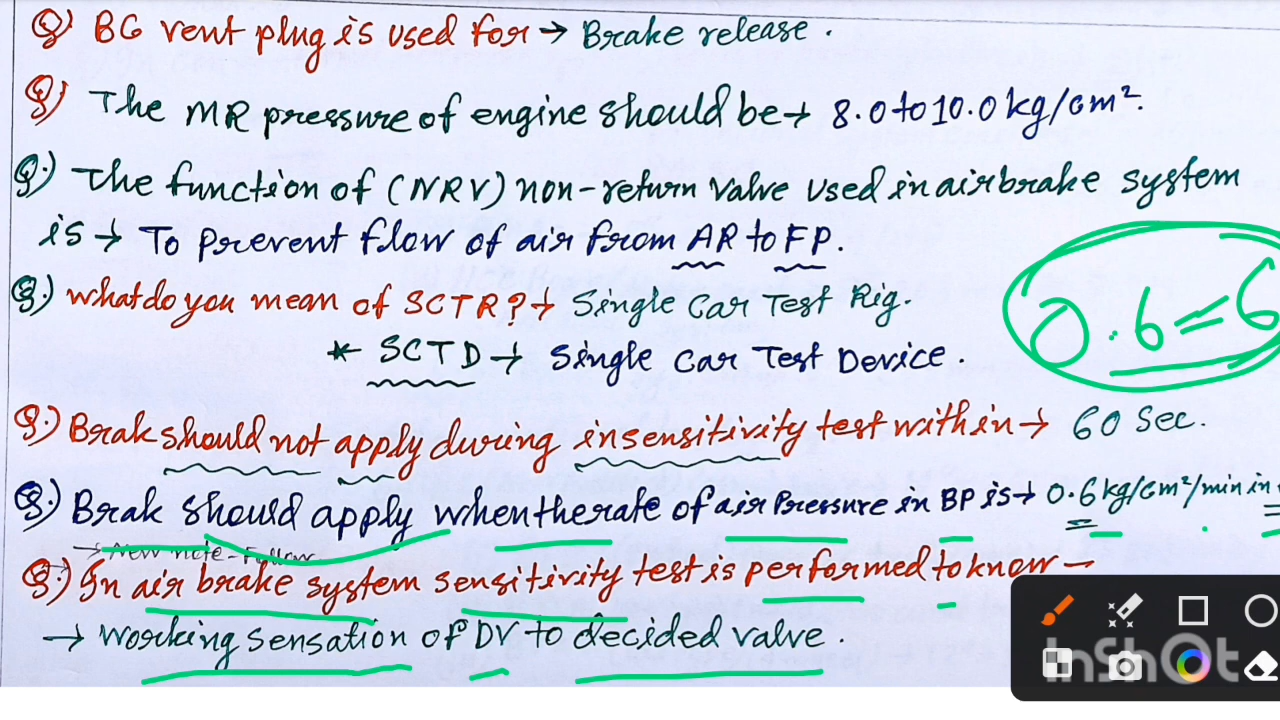 Q) BG vent plug is used for → Brake release.
Q) The MR pressure of engine should be → 8.0 to 10.0 kg/cm².
Q.) The function of (NRV) non-return valve used in airbrake system
is → To prevent flow of air from AR to FP.
Q.) what do you mean of SCTR? → Single Car Test Rig.
0.6=6
* SCTD → Single Car Test Device.
Q.) Brak should not apply during insensitivity test within → 60 Sec.
Q.) Brak should apply when the rate of air Pressure in BP is → 0.6 kg/cm²/min in
→ New note - Follow
Q.) In air brake system sensitivity test is performed to know –
→ Working sensation of DV to decided valve.
InShOt